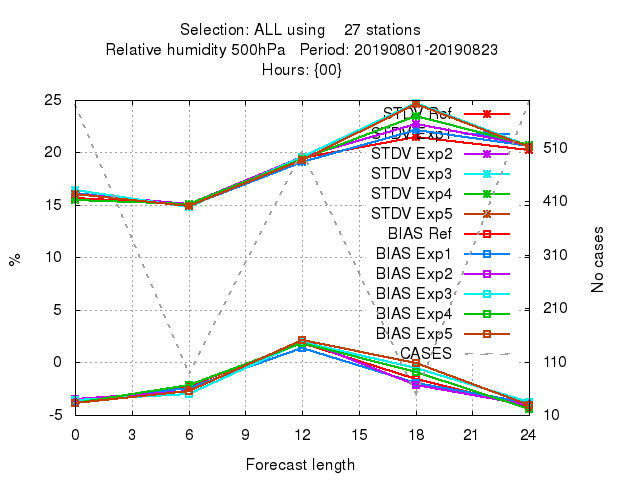 Selection: ALL using 27 stations
Relative humidity 500hPa Period: 20190801-20190823
Hours: {00}
25
20
15
10
5
0
-5
%
510
410
310
210
110
10
No cases
STDV Ref
STDV Exp1
STDV Exp2
STDV Exp3
STDV Exp4
STDV Exp5
BIAS Ref
BIAS Exp1
BIAS Exp2
BIAS Exp3
BIAS Exp4
BIAS Exp5
CASES
0 3 6 9 12 15 18 21 24
Forecast length